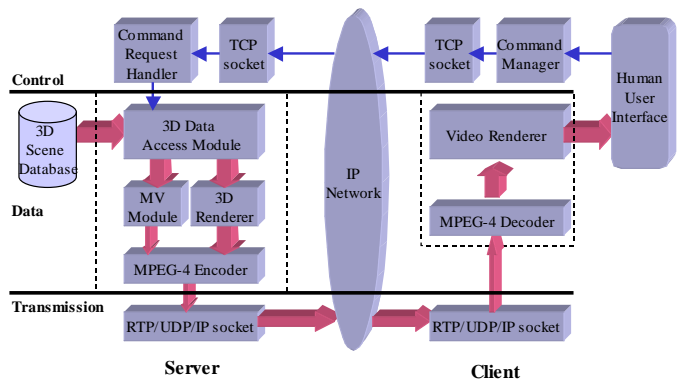 Command
Request
Handler
TCP
socket
TCP
socket
Command
Manager
Human
User
Interface
Control
3D
Scene
Database
3D Data
Access Module
Video Renderer
IP
Network
MV
Module
3D
Renderer
Data
MPEG-4 Decoder
MPEG-4 Encoder
Transmission
RTP/UDP/IP socket
RTP/UDP/IP socket
Server
Client